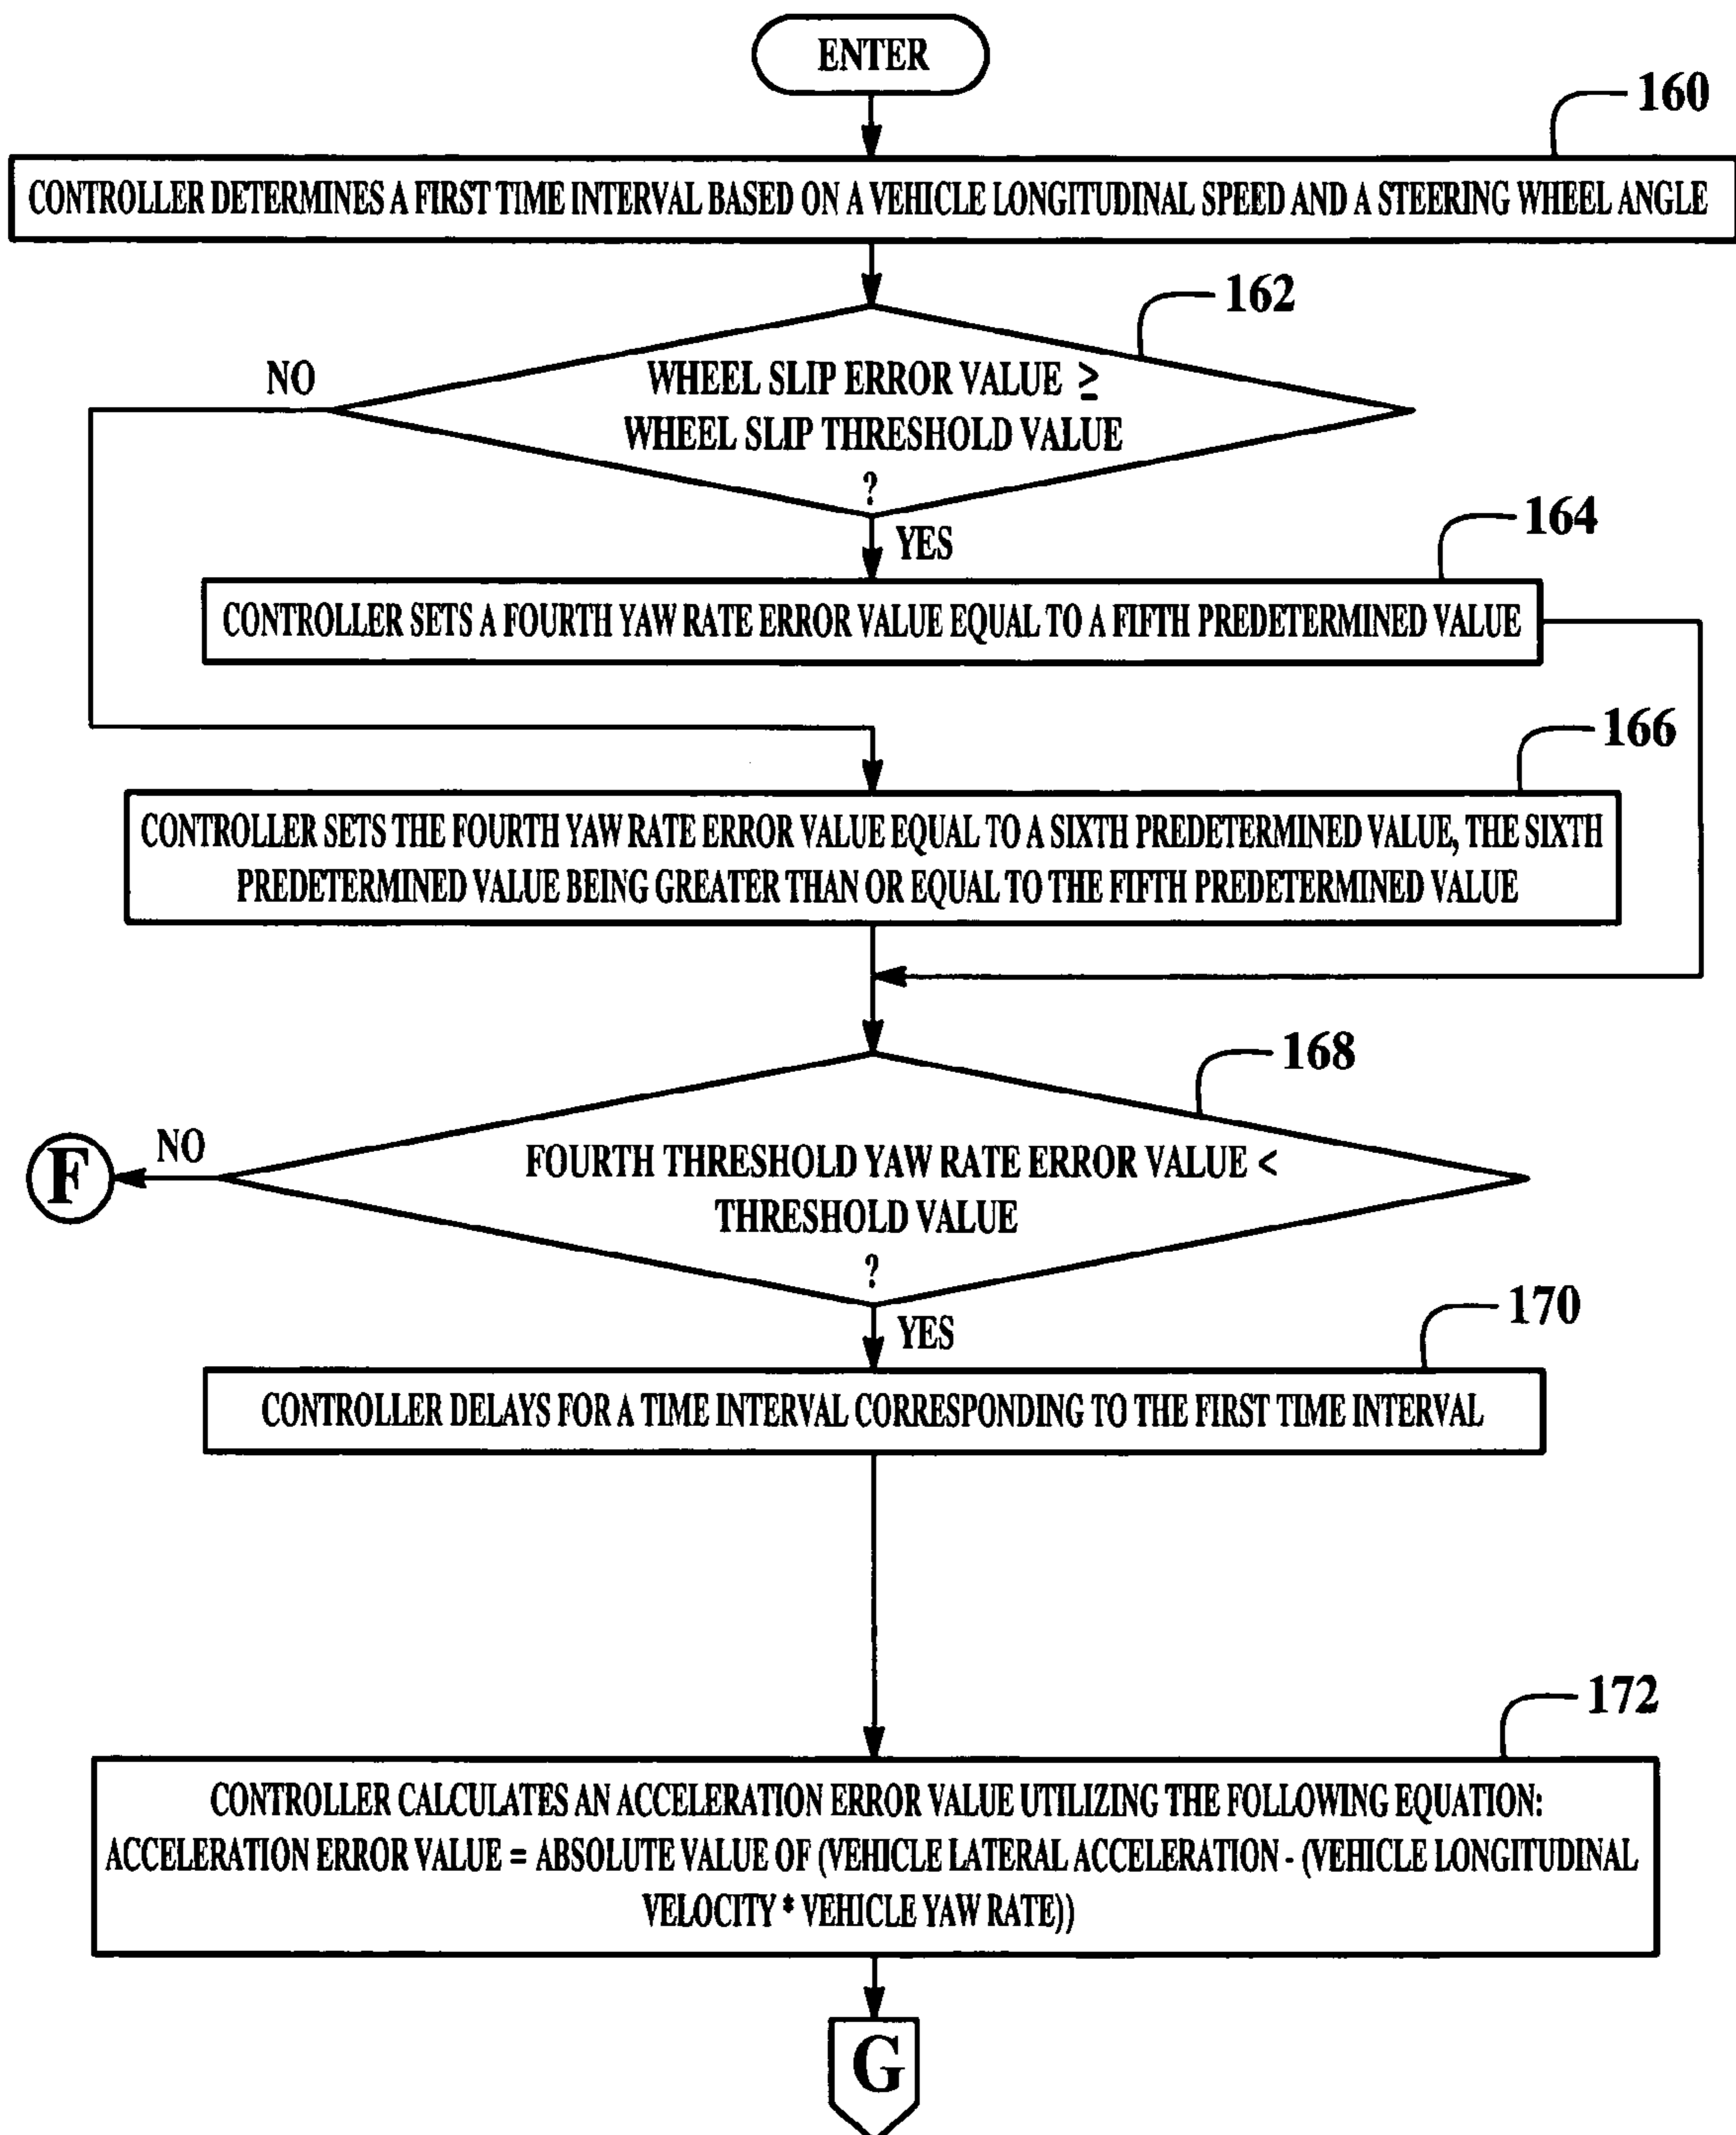 ENTER
160
CONTROLLER DETERMINES A FIRST TIME INTERVAL BASED ON A VEHICLE LONGITUDINAL SPEED AND A STEERING WHEEL ANGLE
162
NO
WHEEL SLIP ERROR VALUE ≥
WHEEL SLIP THRESHOLD VALUE
?
YES
164
CONTROLLER SETS A FOURTH YAW RATE ERROR VALUE EQUAL TO A FIFTH PREDETERMINED VALUE
166
CONTROLLER SETS THE FOURTH YAW RATE ERROR VALUE EQUAL TO A SIXTH PREDETERMINED VALUE, THE SIXTH
PREDETERMINED VALUE BEING GREATER THAN OR EQUAL TO THE FIFTH PREDETERMINED VALUE
168
F
NO
FOURTH THRESHOLD YAW RATE ERROR VALUE <
THRESHOLD VALUE
?
YES
170
CONTROLLER DELAYS FOR A TIME INTERVAL CORRESPONDING TO THE FIRST TIME INTERVAL
172
CONTROLLER CALCULATES AN ACCELERATION ERROR VALUE UTILIZING THE FOLLOWING EQUATION:
ACCELERATION ERROR VALUE = ABSOLUTE VALUE OF (VEHICLE LATERAL ACCELERATION - (VEHICLE LONGITUDINAL
VELOCITY * VEHICLE YAW RATE))
G